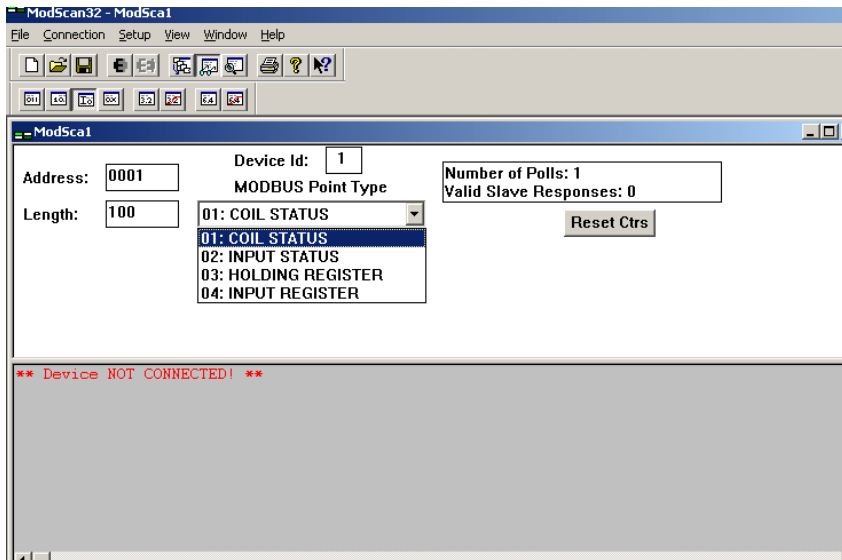 ModScan32 - ModSca1
File Connection Setup View Window Help
ModSca1
Device Id: 1
Address: 0001
MODBUS Point Type
Number of Polls: 1
Valid Slave Responses: 0
Length: 100
01: COIL STATUS
Reset Ctrs
01: COIL STATUS
02: INPUT STATUS
03: HOLDING REGISTER
04: INPUT REGISTER
** Device NOT CONNECTED! **